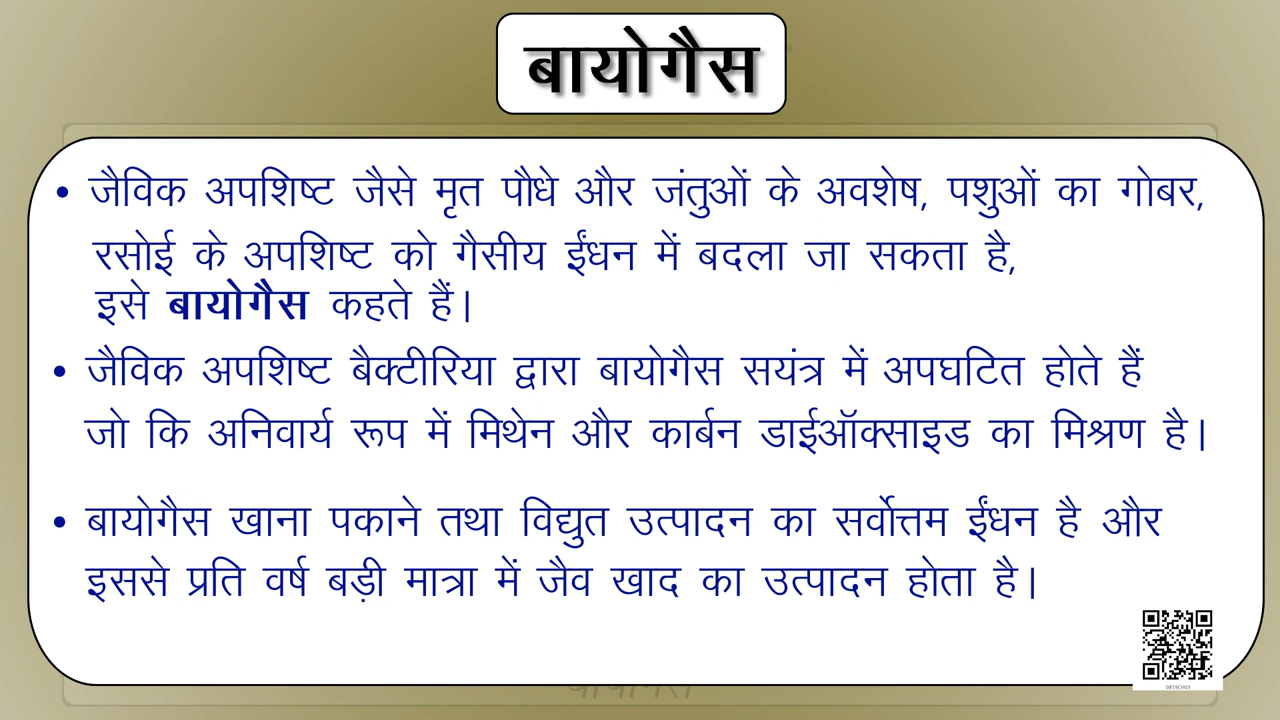 बायोगैस
• जैविक अपशिष्ट जैसे मृत पौधे और जंतुओं के अवशेष, पशुओं का गोबर,
रसोई के अपशिष्ट को गैसीय ईंधन में बदला जा सकता है,
इसे बायोगैस कहते हैं।
• जैविक अपशिष्ट बैक्टीरिया द्वारा बायोगैस सयंत्र में अपघटित होते हैं
जो कि अनिवार्य रूप में मिथेन और कार्बन डाईऑक्साइड का मिश्रण है।
• बायोगैस खाना पकाने तथा विद्युत उत्पादन का सर्वोत्तम ईंधन है और
इससे प्रति वर्ष बड़ी मात्रा में जैव खाद का उत्पादन होता है।